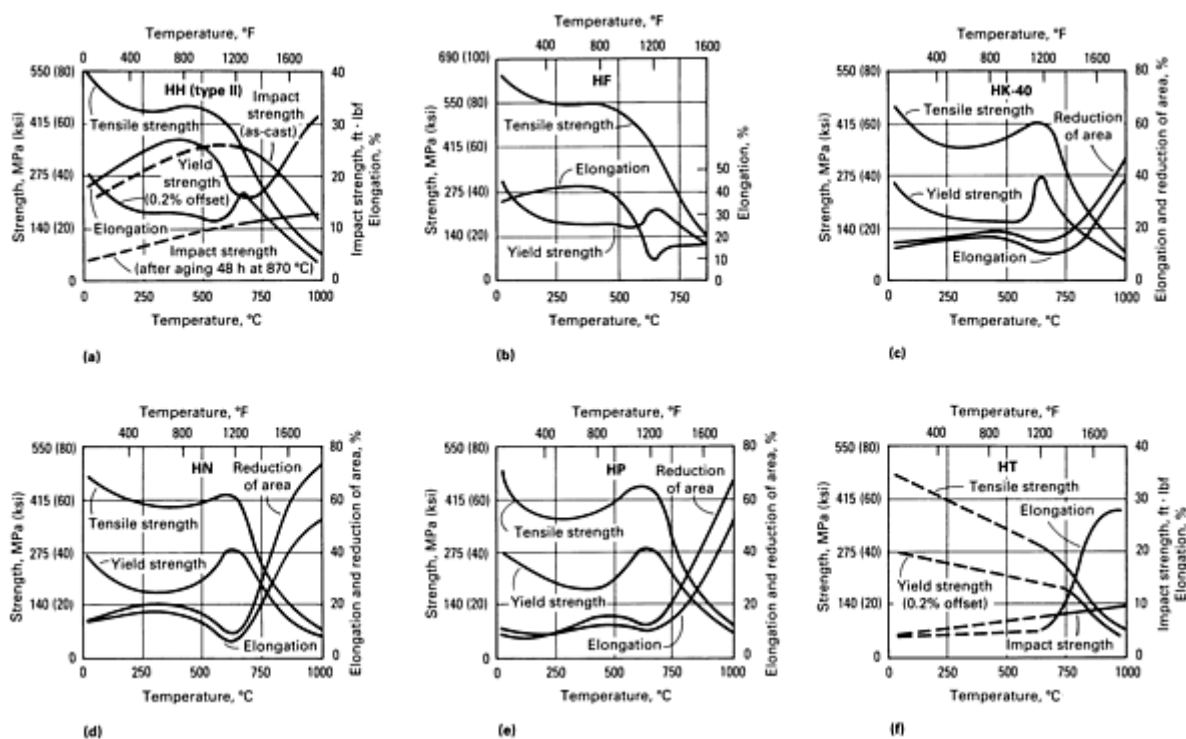 Temperature, °F
0 400 800 1200 1600
550 (80)
415 (60)
275 (40)
140 (20)
0
Strength, MPa (ksi)
HH (type II)
Tensile strength
Impact
strength
(as-cast)
Yield
strength
(0.2% offset)
Elongation
Impact strength
(after aging 48 h at 870 °C)
40
30
20
10
0
Impact strength, ft · lbf
Elongation, %
0 250 500 750 1000
Temperature, °C
(a)
Temperature, °F
400 800 1200 1600
690 (100)
550 (80)
415 (60)
275 (40)
140 (20)
0
Strength, MPa (ksi)
HF
Tensile strength
Elongation
Yield strength
50
40
30
20
10
Elongation, %
0 250 500 750
Temperature, °C
(b)
Temperature, °F
400 800 1200 1600
550 (80)
415 (60)
275 (40)
140 (20)
0
Strength, MPa (ksi)
HK-40
Tensile strength
Reduction
of area
Yield strength
Elongation
80
60
40
20
0
Elongation and reduction of area, %
0 250 500 750 1000
Temperature, °C
(c)
Temperature, °F
400 800 1200 1600
550 (80)
415 (60)
275 (40)
140 (20)
0
Strength, MPa (ksi)
HN
Reduction
of area
Tensile strength
Yield strength
Elongation
80
60
40
20
0
Elongation and reduction of area, %
0 250 500 750 1000
Temperature, °C
(d)
Temperature, °F
400 800 1200 1600
550 (80)
415 (60)
275 (40)
140 (20)
0
Strength, MPa (ksi)
HP
Reduction
of area
Tensile strength
Yield strength
Elongation
80
60
40
20
0
Elongation and reduction of area, %
0 250 500 750 1000
Temperature, °C
(e)
Temperature, °F
400 800 1200 1600
550 (80)
415 (60)
275 (40)
140 (20)
0
Strength, MPa (ksi)
HT
Tensile strength
Elongation
Yield strength
(0.2% offset)
Impact strength
40
30
20
10
0
Impact strength, ft · lbf
Elongation, %
0 250 500 750 1000
Temperature, °C
(f)